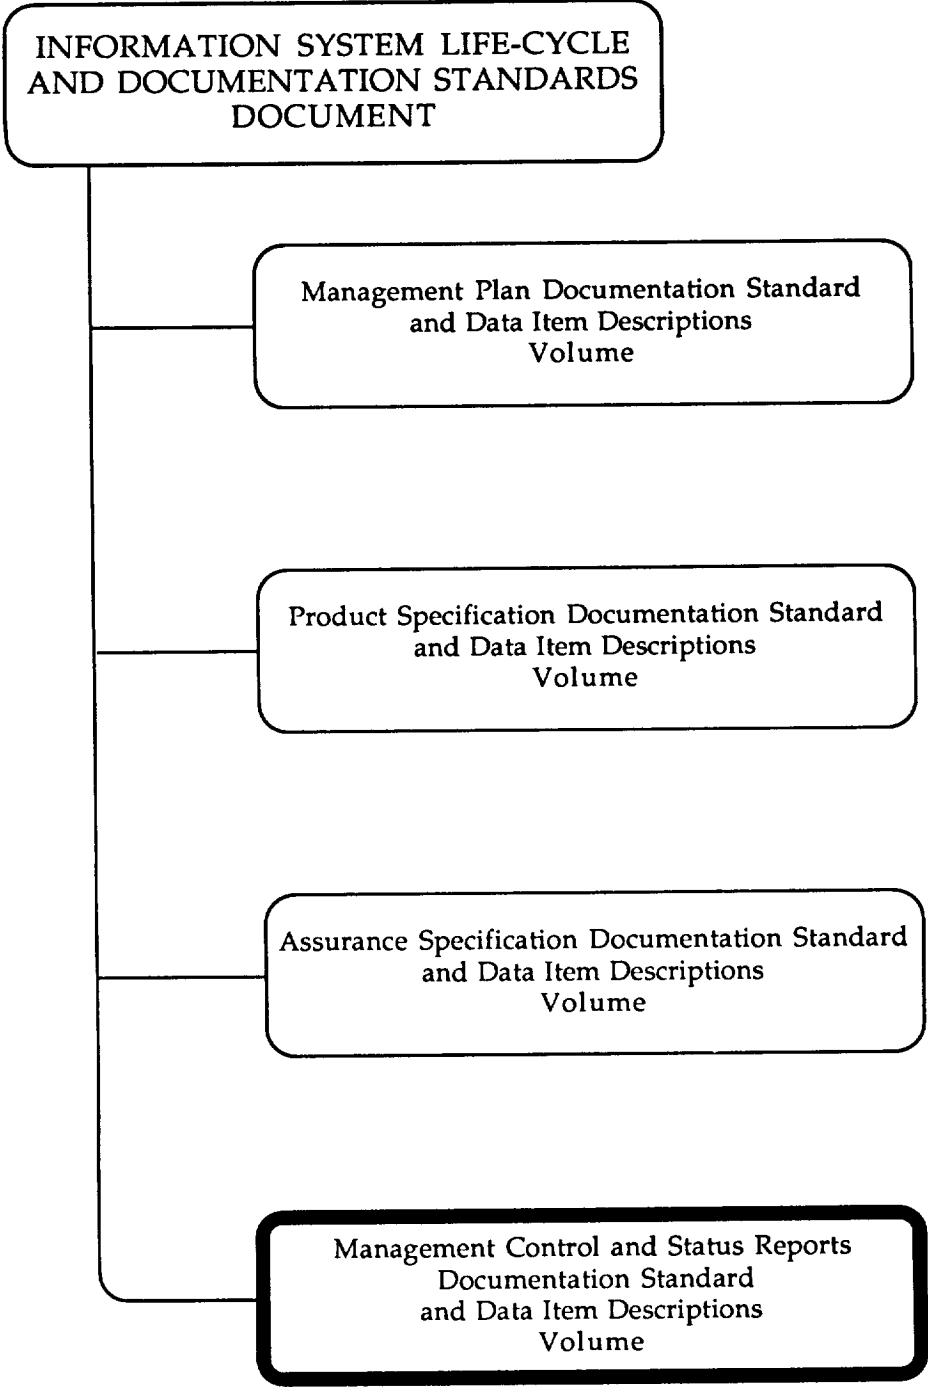 INFORMATION SYSTEM LIFE-CYCLE
AND DOCUMENTATION STANDARDS
DOCUMENT
Management Plan Documentation Standard
and Data Item Descriptions
Volume
Product Specification Documentation Standard
and Data Item Descriptions
Volume
Assurance Specification Documentation Standard
and Data Item Descriptions
Volume
Management Control and Status Reports
Documentation Standard
and Data Item Descriptions
Volume